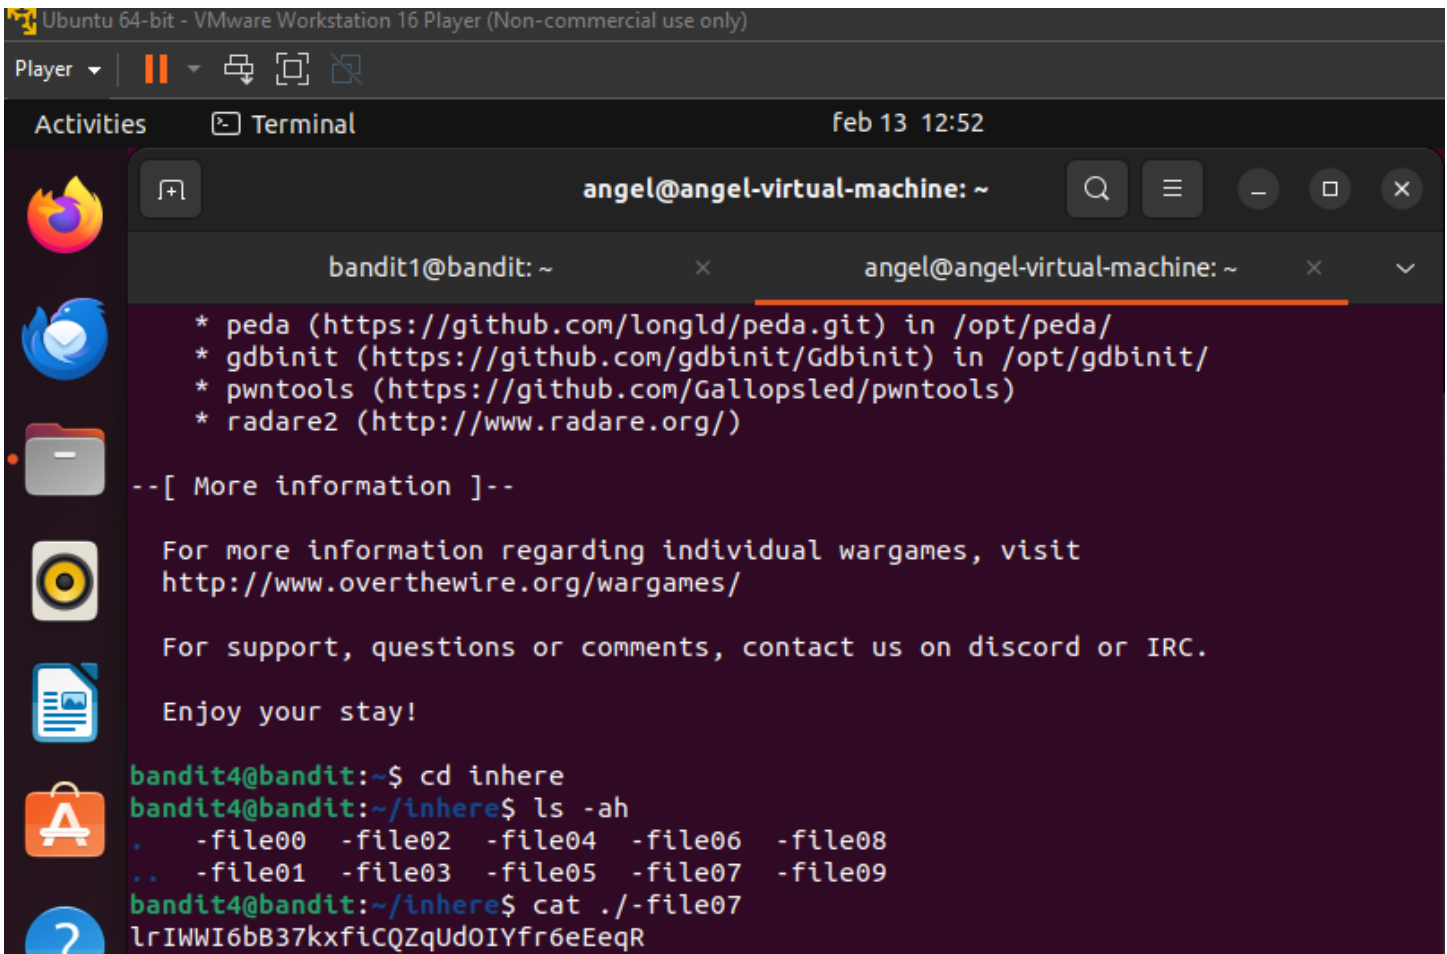 Ubuntu 64-bit - VMware Workstation 16 Player (Non-commercial use only)
Player
Activities Terminal feb 13 12:52
angel@angel-virtual-machine: ~
bandit1@bandit: ~ angel@angel-virtual-machine: ~
* peda (https://github.com/longld/peda.git) in /opt/peda/
* gdbinit (https://github.com/gdbinit/Gdbinit) in /opt/gdbinit/
* pwntools (https://github.com/Gallopsled/pwntools)
* radare2 (http://www.radare.org/)
--[ More information ]--
For more information regarding individual wargames, visit
http://www.overthewire.org/wargames/
For support, questions or comments, contact us on discord or IRC.
Enjoy your stay!
bandit4@bandit:~$ cd inhere
bandit4@bandit:~/inhere$ ls -ah
. -file00 -file02 -file04 -file06 -file08
.. -file01 -file03 -file05 -file07 -file09
bandit4@bandit:~/inhere$ cat ./-file07
lrIWWI6bB37kxfiCQZqUdOIYfr6eEeqR